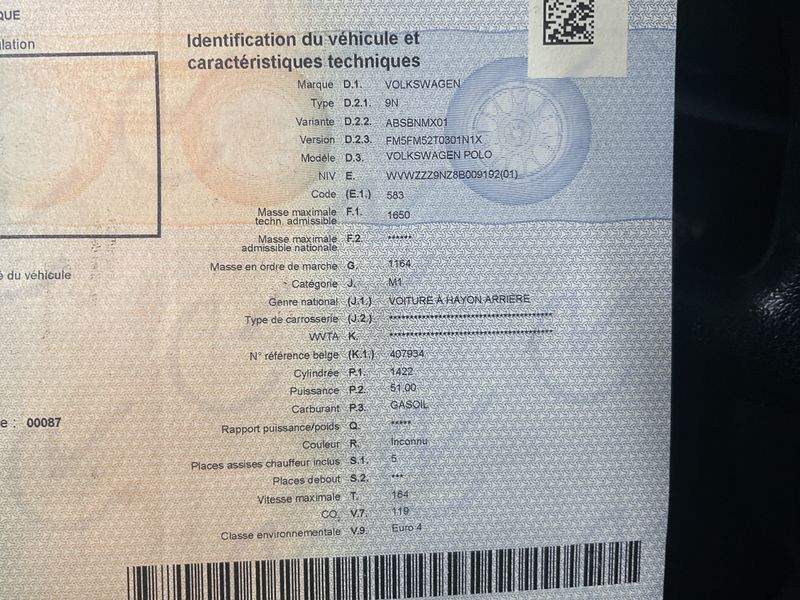 QUE
lation
Identification du véhicule et
caractéristiques techniques
Marque D.1. VOLKSWAGEN
Type D.2.1. 9N
Variante D.2.2. ABSBNMX01
Version D.2.3. FM5FM52T0301N1X
Modèle D.3. VOLKSWAGEN POLO
NIV E. WVWZZZ9NZ8B009192(01)
Code (E.1.) 583
Masse maximale
techn. admissible F.1. 1650
Masse maximale
admissible nationale F.2. ******
Masse en ordre de marche G. 1164
é du véhicule
Catégorie J. M1
Genre national (J.1.) VOITURE À HAYON ARRIERE
Type de carrosserie (J.2.) ****************************************
WVTA K. ****************************************
N° référence belge (K.1.) 407934
Cylindrée P.1. 1422
Puissance P.2. 51.00
Carburant P.3. GASOIL
e : 00087
Rapport puissance/poids Q. *****
Couleur R. Inconnu
Places assises chauffeur inclus S.1. 5
Places debout S.2. ***
Vitesse maximale T. 164
CO₂ V.7. 119
Classe environnementale V.9. Euro 4